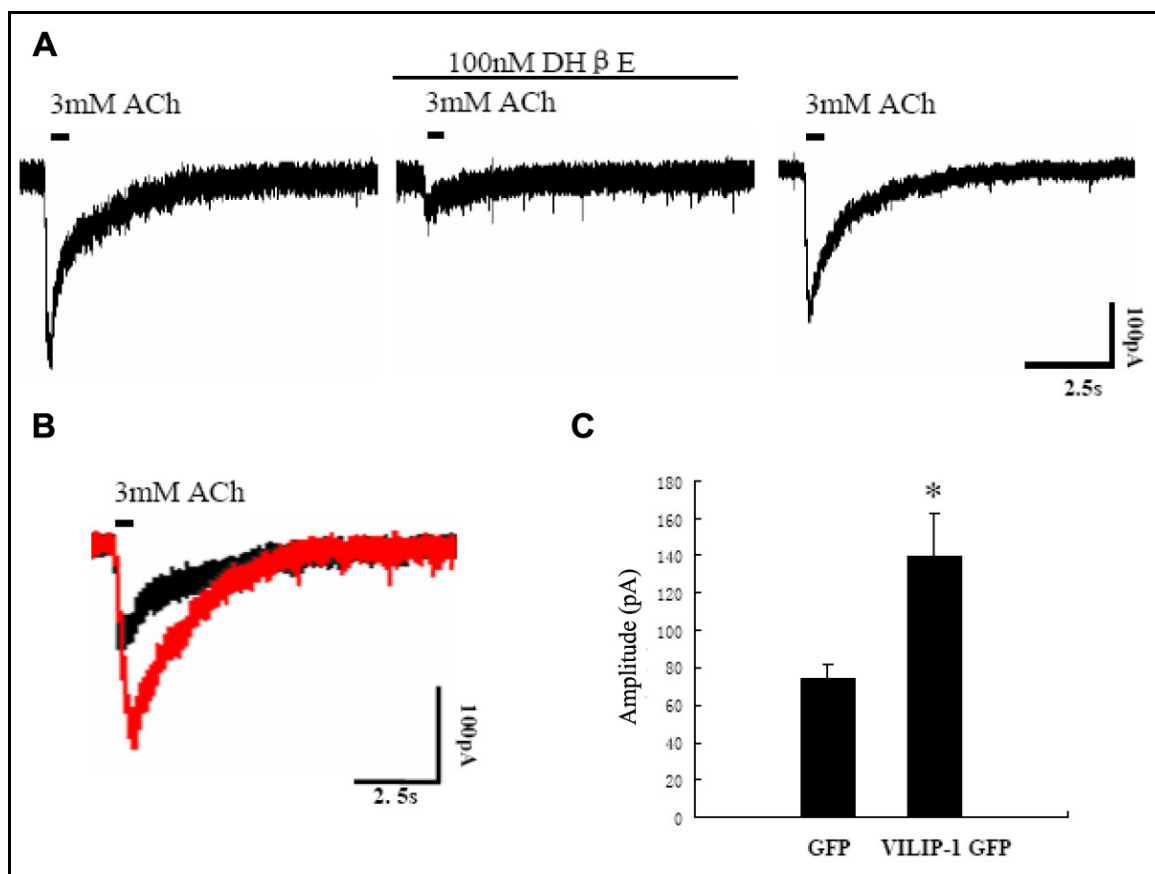 A
100nM DH β E
3mM ACh
3mM ACh
3mM ACh
100pA
2.5s
B
3mM ACh
100pA
2. 5s
C
Amplitude (pA)
180
160
140
120
100
80
60
40
20
0
*
GFP
VILIP-1 GFP